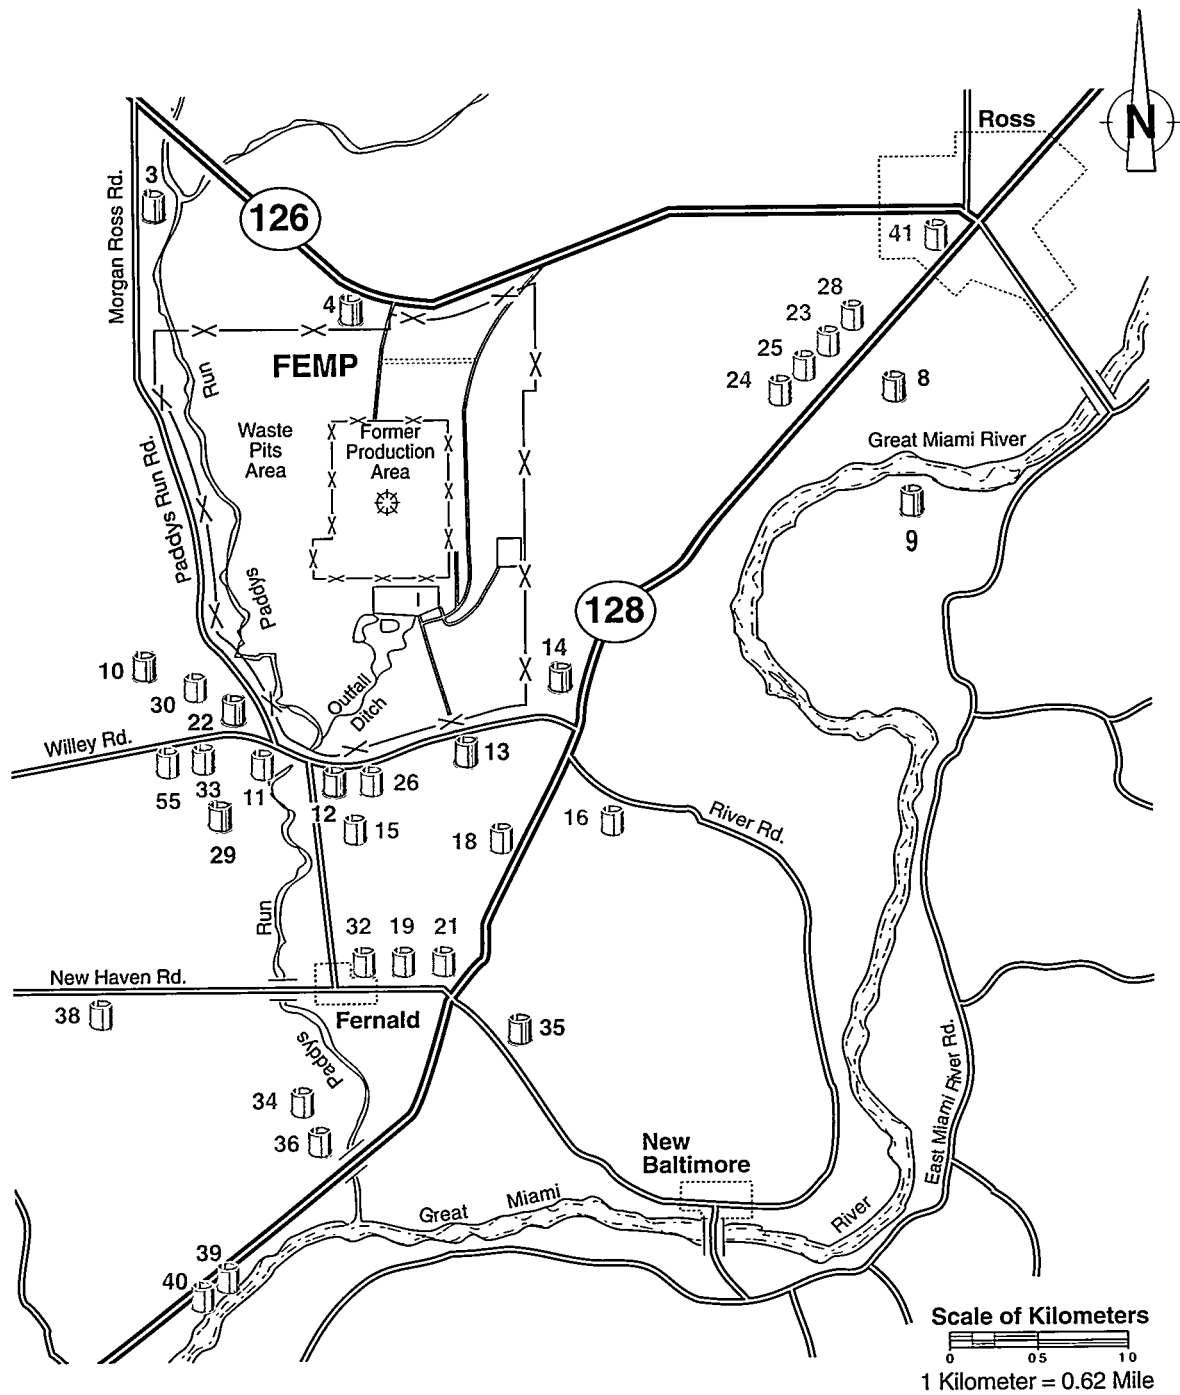 N
Ross
3
126
Morgan Ross Rd.
41
4
28
23
FEMP
25
24
8
Run
Waste
Pits
Area
Former
Production
Area
Great Miami River
Paddys Run Rd.
9
Paddys
128
10
14
30
Outfall
Ditch
22
Willey Rd.
13
55
33
11
12
26
29
15
18
16
River Rd.
Run
32
19
21
New Haven Rd.
38
Fernald
35
Paddys
East Miami River Rd.
34
36
New
Baltimore
Great
Miami
River
39
40
Scale of Kilometers
0
0 5
1 0
1 Kilometer = 0.62 Mile